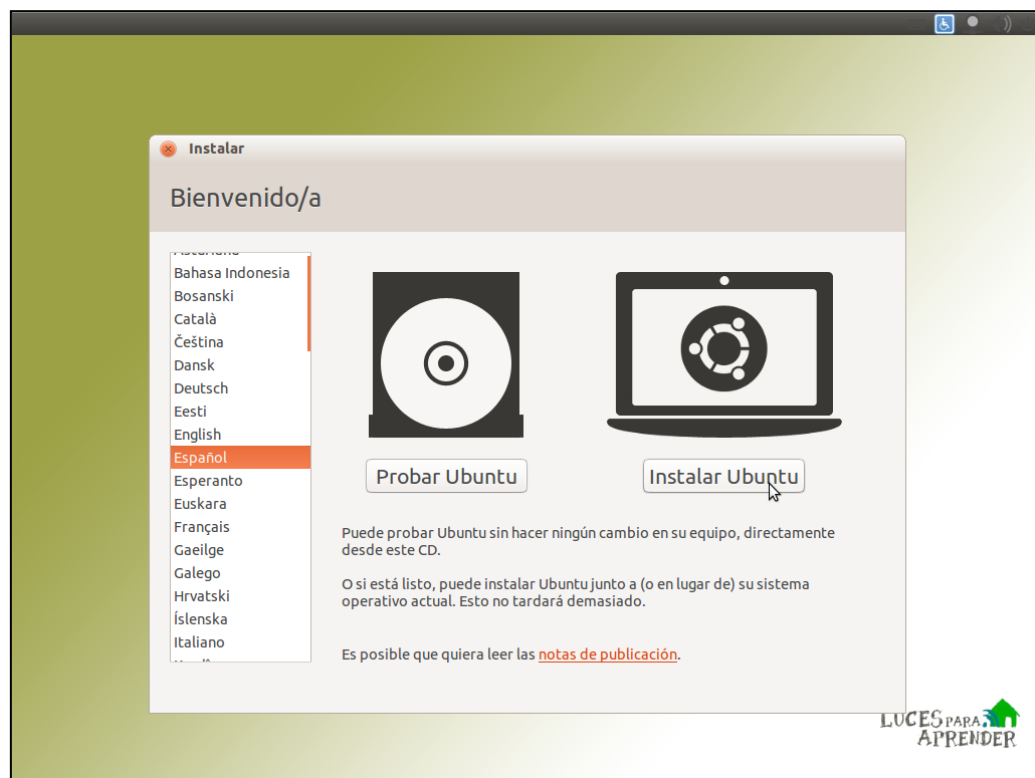 Instalar
Bienvenido/a
Asturianu
Bahasa Indonesia
Bosanski
Català
Čeština
Dansk
Deutsch
Eesti
English
Español
Esperanto
Euskara
Français
Gaeilge
Galego
Hrvatski
Íslenska
Italiano
Probar Ubuntu
Instalar Ubuntu
Puede probar Ubuntu sin hacer ningún cambio en su equipo, directamente
desde este CD.
O si está listo, puede instalar Ubuntu junto a (o en lugar de) su sistema
operativo actual. Esto no tardará demasiado.
Es posible que quiera leer las notas de publicación.
LUCES PARA
APRENDER